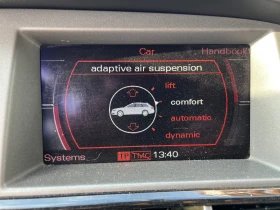 Car
Handbook
adaptive air suspension
lift
comfort
automatic
dynamic
Systems
TP TMC 13:40